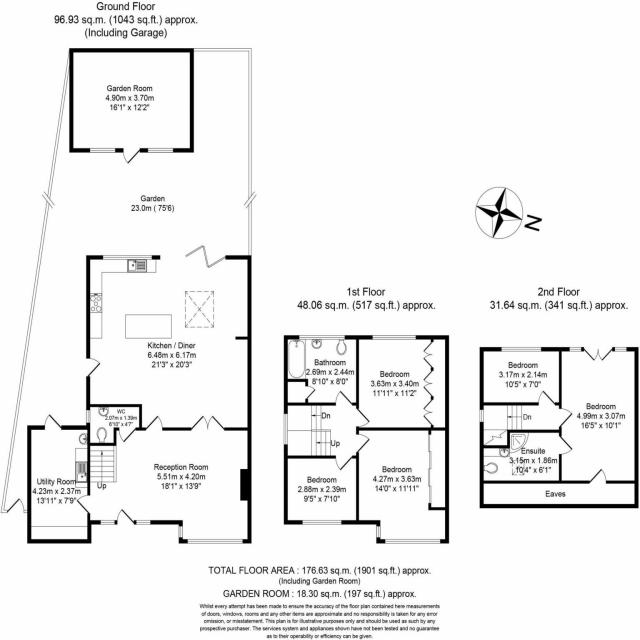 Ground Floor
96.93 sq.m. (1043 sq.ft.) approx.
(Including Garage)
Garden Room
4.90m x 3.70m
16'1" x 12'2"
Garden
23.0m ( 75'6)
N
Kitchen / Diner
6.48m x 6.17m
21'3" x 20'3"
WC
2.07m x 1.39m
6'10" x 4'7"
Utility Room
4.23m x 2.37m
13'11" x 7'9"
Up
Reception Room
5.51m x 4.20m
18'1" x 13'9"
1st Floor
48.06 sq.m. (517 sq.ft.) approx.
Bathroom
2.69m x 2.44m
8'10" x 8'0"
Bedroom
3.63m x 3.40m
11'11" x 11'2"
Dn
Up
Bedroom
2.88m x 2.39m
9'5" x 7'10"
Bedroom
4.27m x 3.63m
14'0" x 11'11"
2nd Floor
31.64 sq.m. (341 sq.ft.) approx.
Bedroom
3.17m x 2.14m
10'5" x 7'0"
Dn
Bedroom
4.99m x 3.07m
16'5" x 10'1"
Ensuite
3.15m x 1.86m
10'4" x 6'1"
Eaves
TOTAL FLOOR AREA : 176.63 sq.m. (1901 sq.ft.) approx.
(Including Garden Room)
GARDEN ROOM : 18.30 sq.m. (197 sq.ft.) approx.
Whilst every attempt has been made to ensure the accuracy of the floor plan contained here measurements
of doors, windows, rooms and any other items are approximate and no responsibility is taken for any error
omission, or misstatement. This plan is for illustrative purposes only and should be used as such by any
prospective purchaser. The services system and appliances shown have not been tested and no guarantee
as to their operability or efficiency can be given.